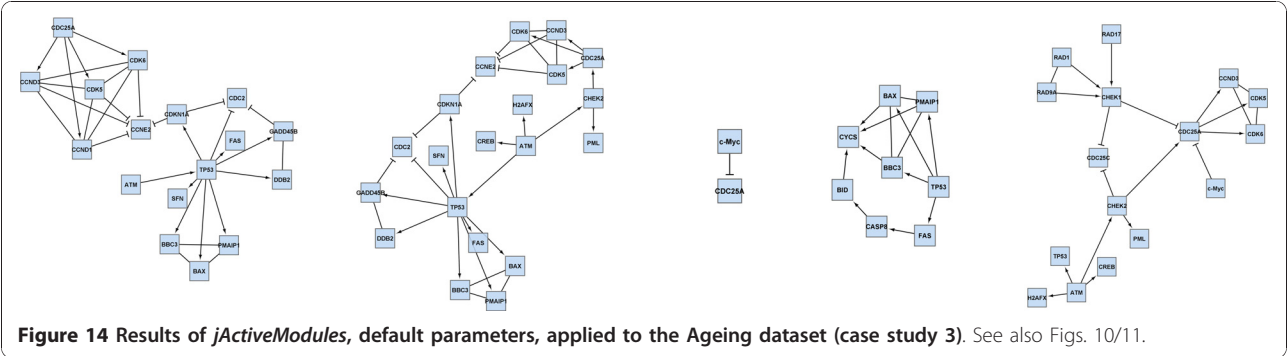 CDC25A
CDK6
CCND3
CDK5
CCNE2
CCND1
CDKN1A
CDC2
GADD45B
FAS
TP53
DDB2
ATM
SFN
BBC3
PMAIP1
BAX
CDK6
CCND3
CDC25A
CCNE2
CDK5
CHEK2
CDKN1A
H2AFX
PML
CREB
ATM
CDC2
SFN
GADD45B
TP53
DDB2
FAS
BAX
BBC3
PMAIP1
c-Myc
CDC25A
BAX
PMAIP1
CYCS
BBC3
BID
TP53
CASP8
FAS
RAD17
RAD1
RAD9A
CHEK1
CCND3
CDK5
CDK6
CDC25A
CDC25C
c-Myc
CHEK2
PML
TP53
CREB
ATM
H2AFX
Figure 14 Results of jActiveModules, default parameters, applied to the Ageing dataset (case study 3). See also Figs. 10/11.